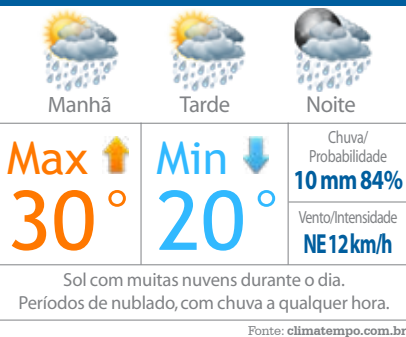 Manhã Tarde Noite
Max Min
30° 20°
Chuva/
Probabilidade
10 mm 84%
Vento/Intensidade
NE 12 km/h
Sol com muitas nuvens durante o dia.
Períodos de nublado, com chuva a qualquer hora.
Fonte: climatempo.com.br